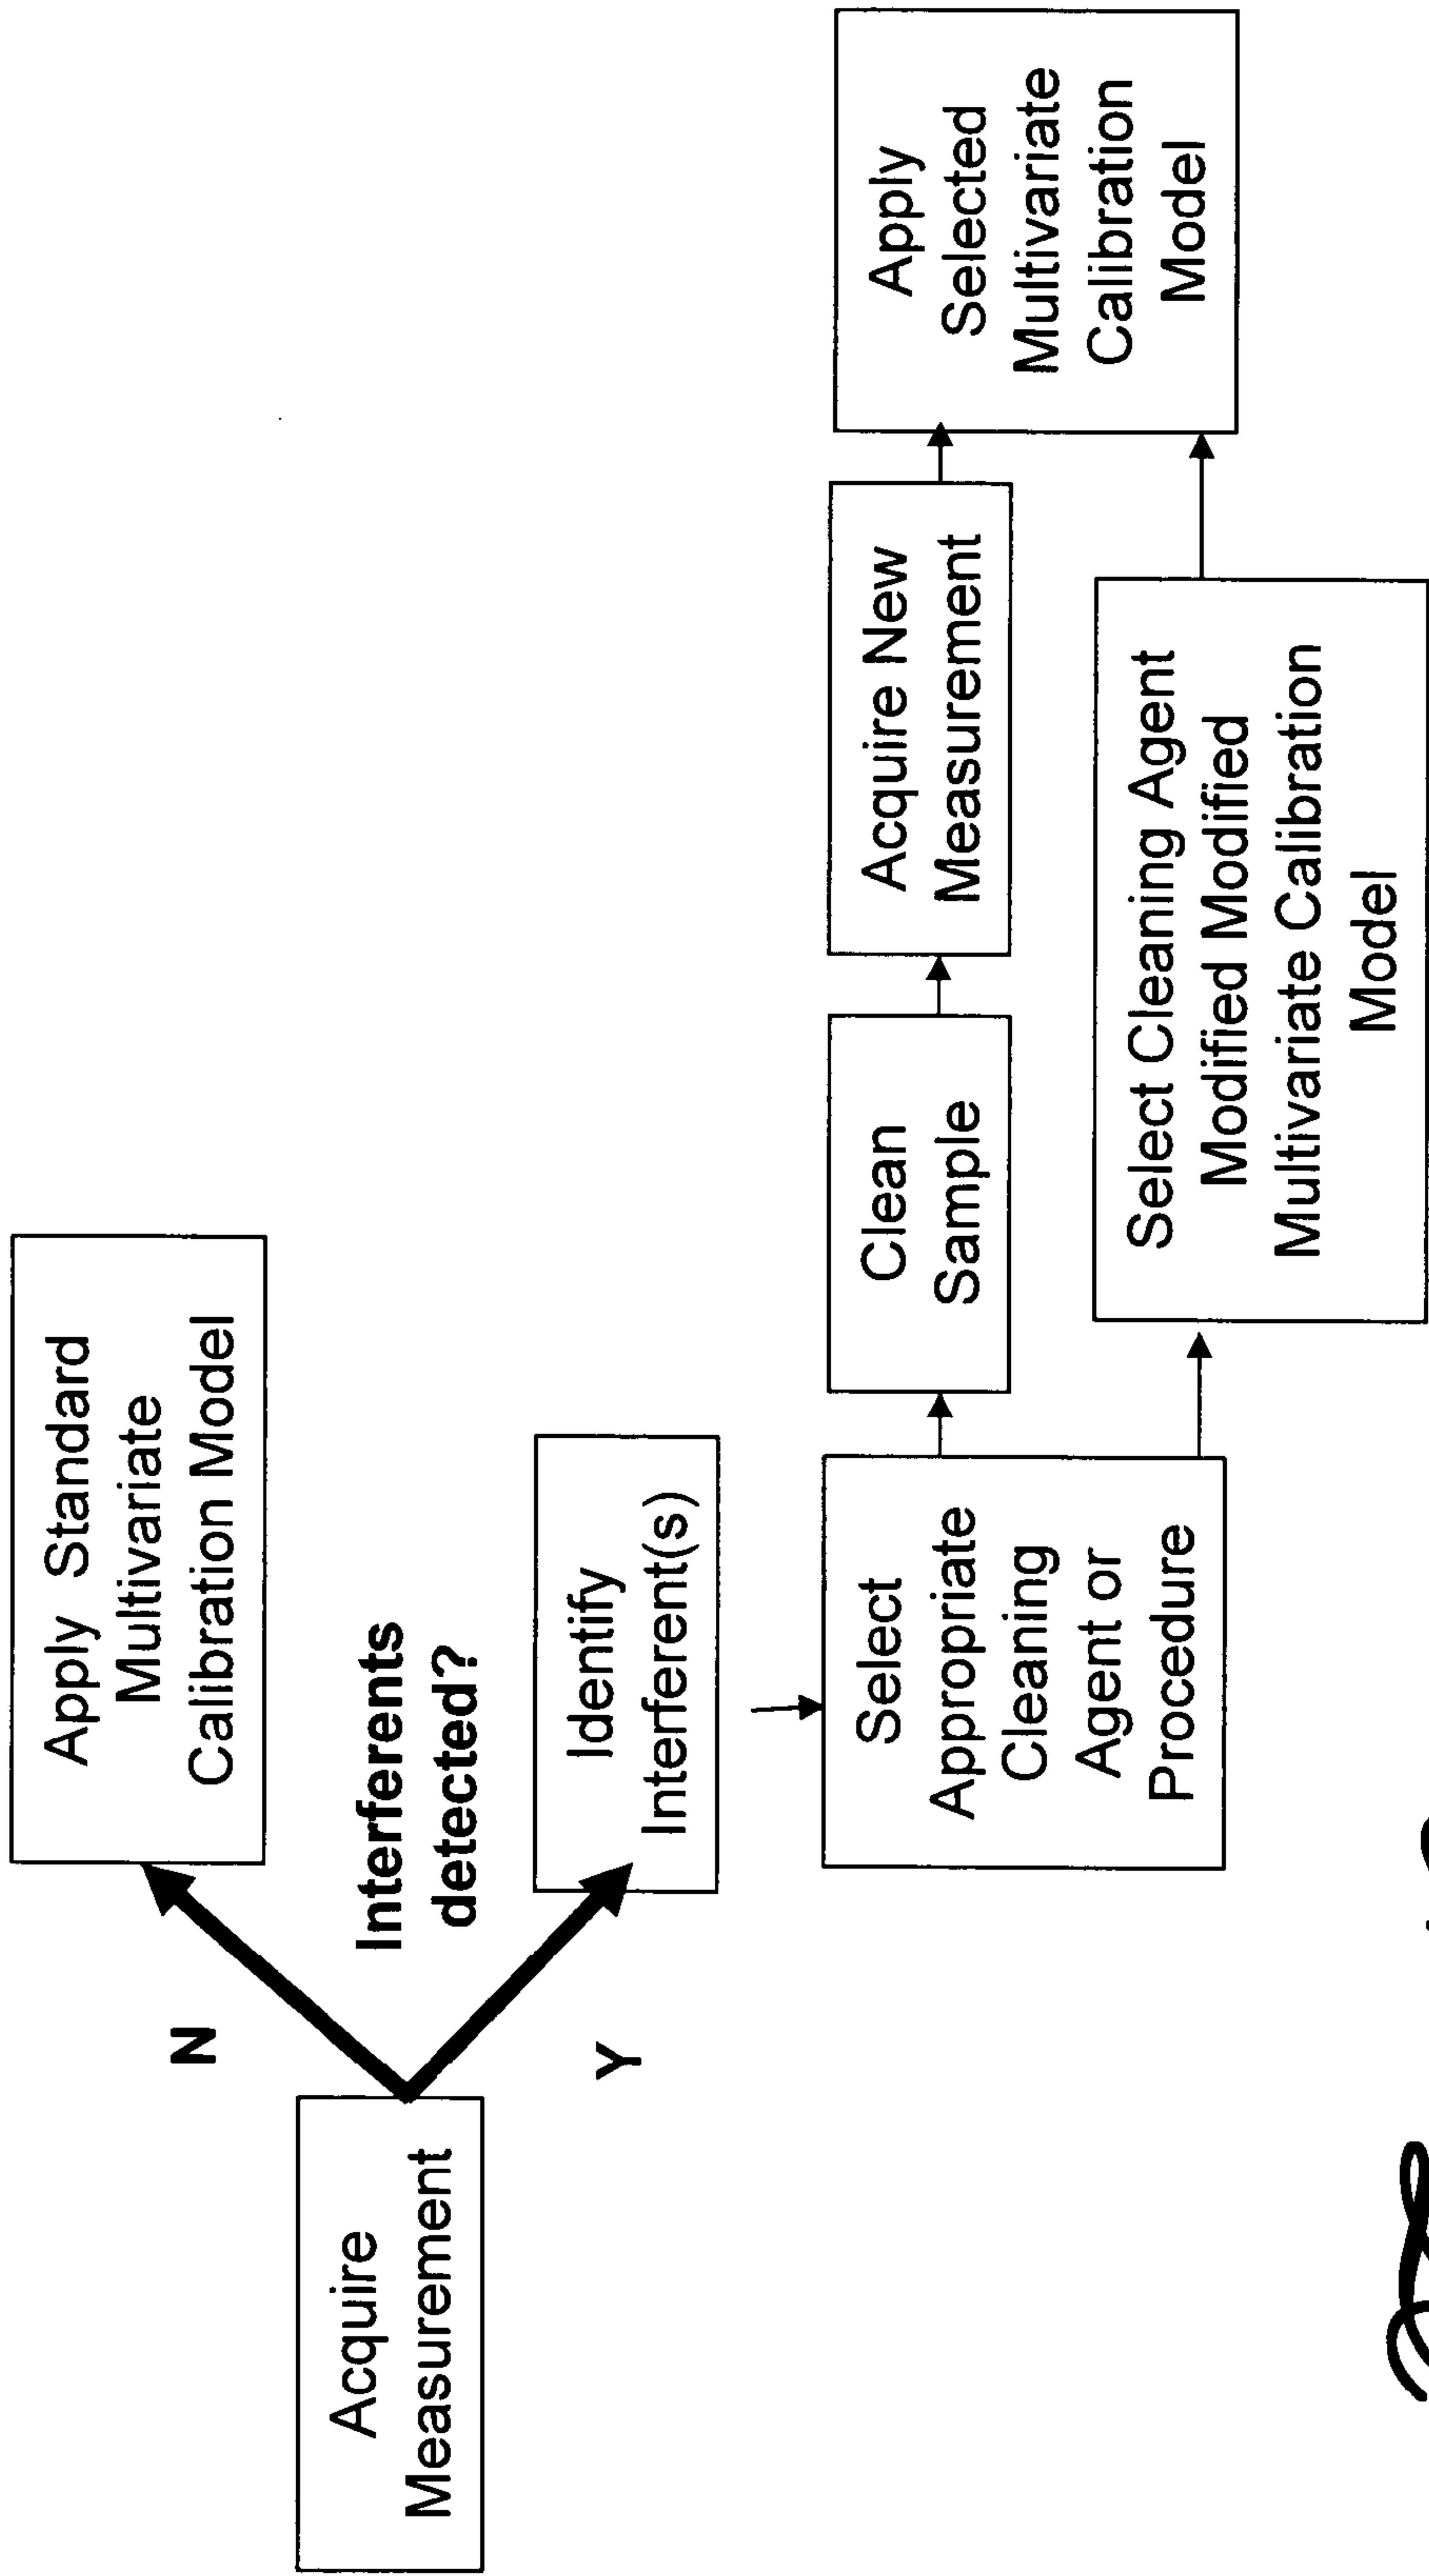 Acquire
Measurement
N
Y
Interferents
detected?
Apply Standard
Multivariate
Calibration Model
Identify
Interferent(s)
Select
Appropriate
Cleaning
Agent or
Procedure
Clean
Sample
Acquire New
Measurement
Select Cleaning Agent
Modified Modified
Multivariate Calibration
Model
Apply
Selected
Multivariate
Calibration
Model